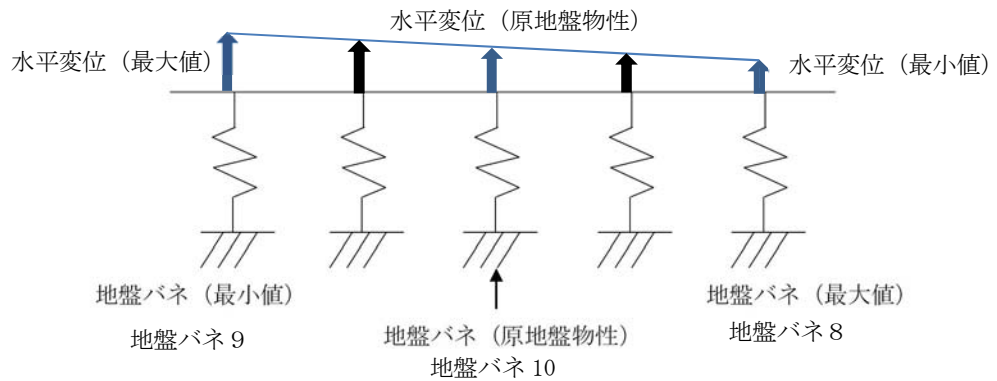 水平変位（原地盤物性）
水平変位（最大値）
水平変位（最小値）
地盤バネ（最小値）
地盤バネ９
地盤バネ（原地盤物性）
地盤バネ 10
地盤バネ（最大値）
地盤バネ８